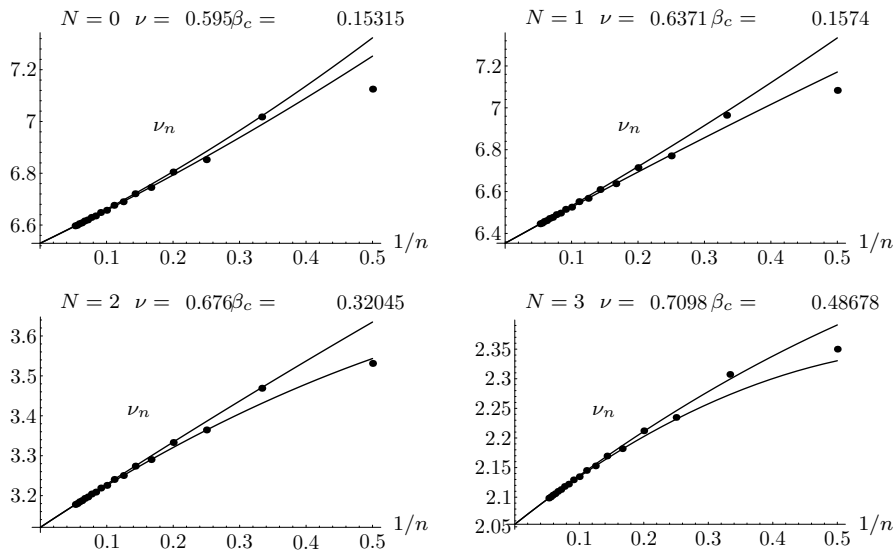 N = 0 ν = 0.595 β_c = 0.15315
7.2
7
6.8
6.6
ν_n
0.1 0.2 0.3 0.4 0.5
1/n
N = 1 ν = 0.6371 β_c = 0.1574
7.2
7
6.8
6.6
6.4
ν_n
0.1 0.2 0.3 0.4 0.5
1/n
N = 2 ν = 0.676 β_c = 0.32045
3.6
3.5
3.4
3.3
3.2
ν_n
0.1 0.2 0.3 0.4 0.5
1/n
N = 3 ν = 0.7098 β_c = 0.48678
2.35
2.3
2.25
2.2
2.15
2.1
2.05
ν_n
0.1 0.2 0.3 0.4 0.5
1/n